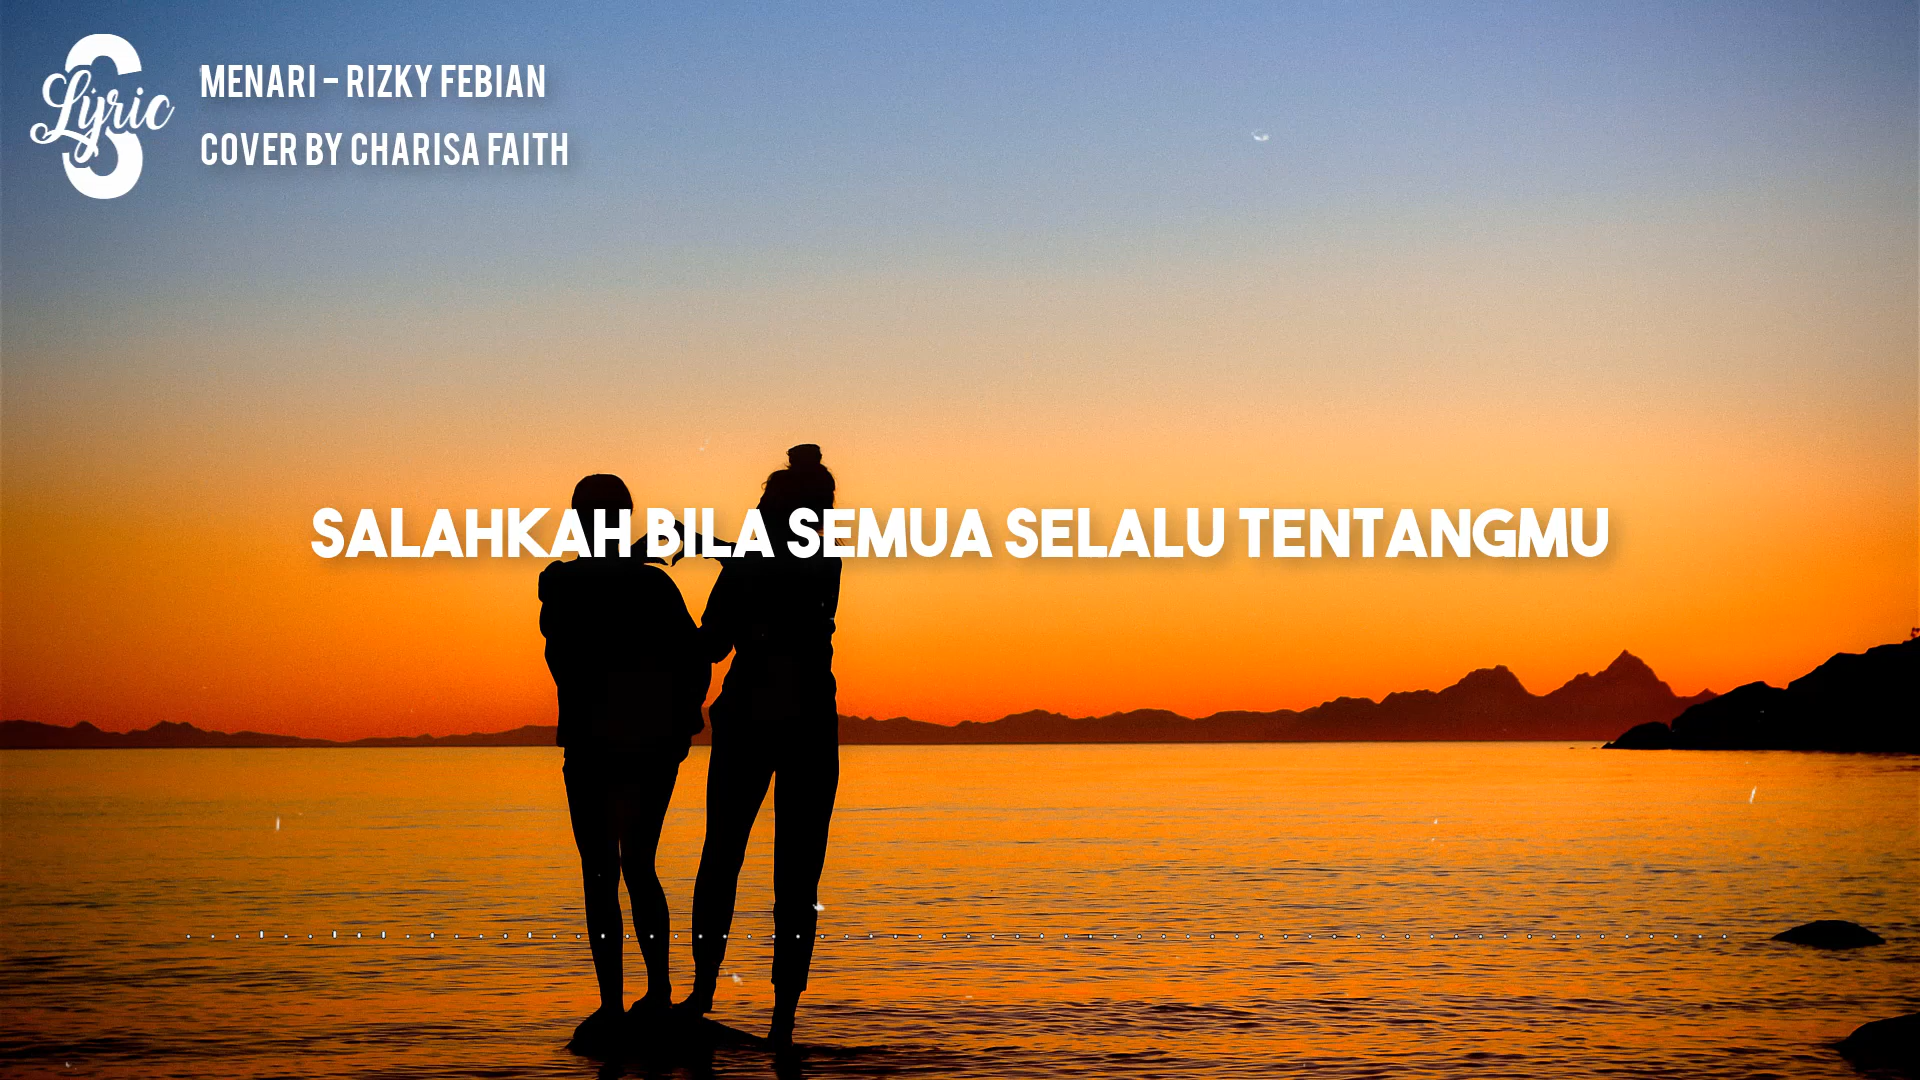 S
Lyric
MENARI - RIZKY FEBIAN
COVER BY CHARISA FAITH
SALAHKAH BILA SEMUA SELALU TENTANGMU